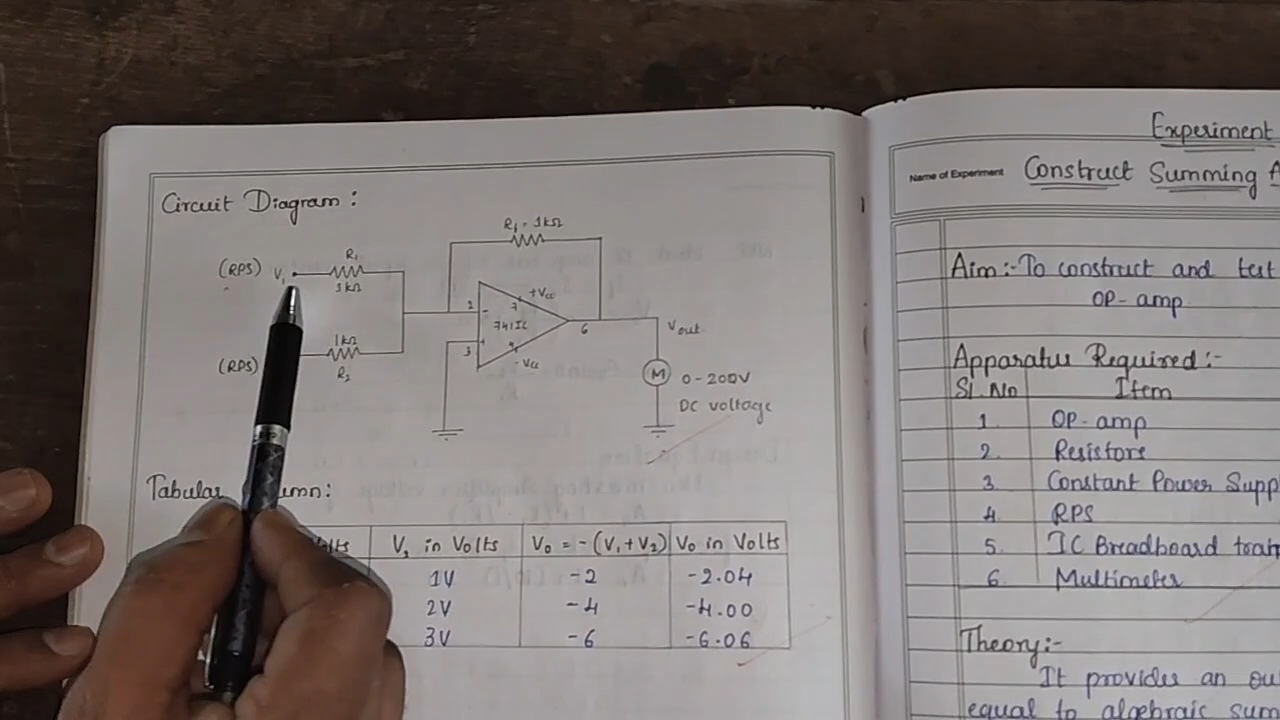 Circuit Diagram :
Rf = 1kΩ
(RPS) V1
R1
1kΩ
+Vcc
2
-
7
741IC
6
Vout
3
+
4
-Vcc
(RPS)
1kΩ
R2
M
0-200V
DC voltage
Tabular
V2 in Volts
V0 = -(V1+V2)
V0 in Volts
1V -2 -2.04
2V -4 -4.00
3V -6 -6.06
Experiment
Name of Experiment Construct Summing
Aim:- To construct and test
OP-amp
Apparatus Required:-
Sl.No Item
1. OP-amp
2. Resistors
3. Constant Power
4. RPS
5. IC Breadboard
6. Multimeter
Theory:-
It provides an
equal to algebraic sum